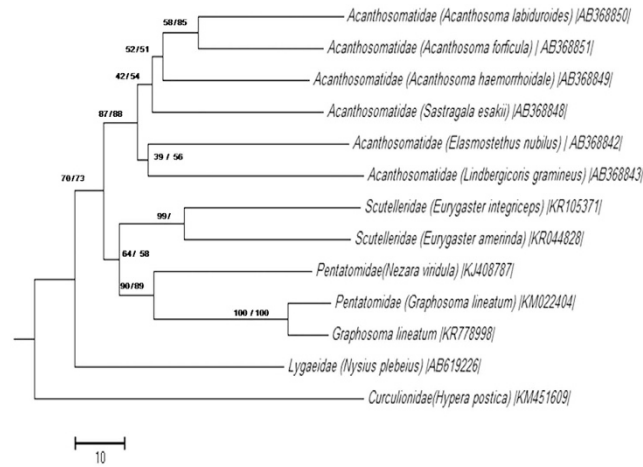 Acanthosomatidae (Acanthosoma labiduroides) |AB368850|
58/85
Acanthosomatidae (Acanthosoma forficula) | AB368851|
52/51
Acanthosomatidae (Acanthosoma haemorrhoidale) |AB368849|
42/54
Acanthosomatidae (Sastragala esakii) |AB368848|
87/88
Acanthosomatidae (Elasmostethus nubilus) | AB368842|
39 / 56
Acanthosomatidae (Lindbergicoris gramineus) |AB368843|
70/73
Scutelleridae (Eurygaster integriceps) |KR105371|
99/
Scutelleridae (Eurygaster amerinda) |KR044828|
64/ 58
Pentatomidae(Nezara viridula) |KJ408787|
90/89
Pentatomidae (Graphosoma lineatum) |KM022404|
100 / 100
Graphosoma lineatum |KR778998|
Lygaeidae (Nysius plebeius) |AB619226|
Curculionidae(Hypera postica) |KM451609|
10